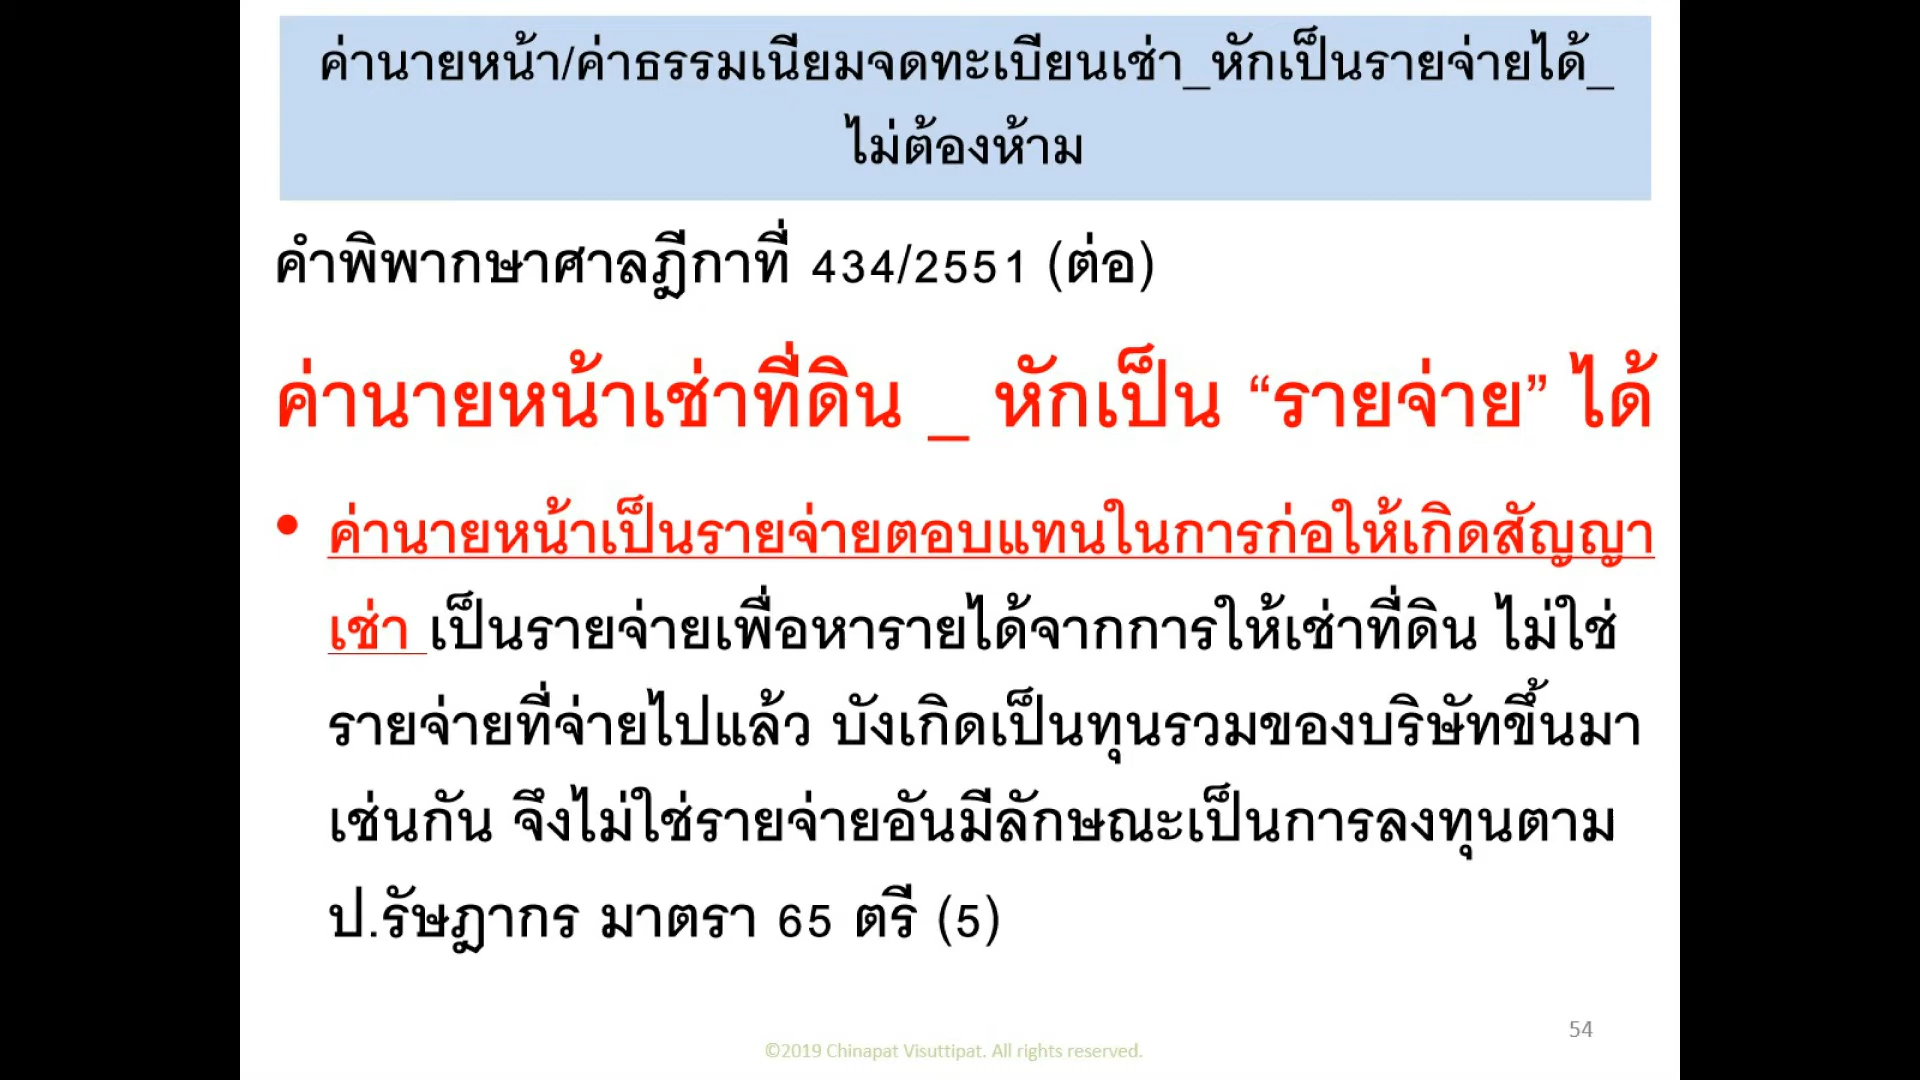 ค่านายหน้า/ค่าธรรมเนียมจดทะเบียนเช่า_หักเป็นรายจ่ายได้_
ไม่ต้องห้าม
คำพิพากษาศาลฎีกาที่ 434/2551 (ต่อ)
ค่านายหน้าเช่าที่ดิน _ หักเป็น “รายจ่าย” ได้
• ค่านายหน้าเป็นรายจ่ายตอบแทนในการก่อให้เกิดสัญญา
เช่า เป็นรายจ่ายเพื่อหารายได้จากการให้เช่าที่ดิน ไม่ใช่
รายจ่ายที่จ่ายไปแล้ว บังเกิดเป็นทุนรวมของบริษัทขึ้นมา
เช่นกัน จึงไม่ใช่รายจ่ายอันมีลักษณะเป็นการลงทุนตาม
ป.รัษฎากร มาตรา 65 ตรี (5)
54
©2019 Chinapat Visuttipat. All rights reserved.